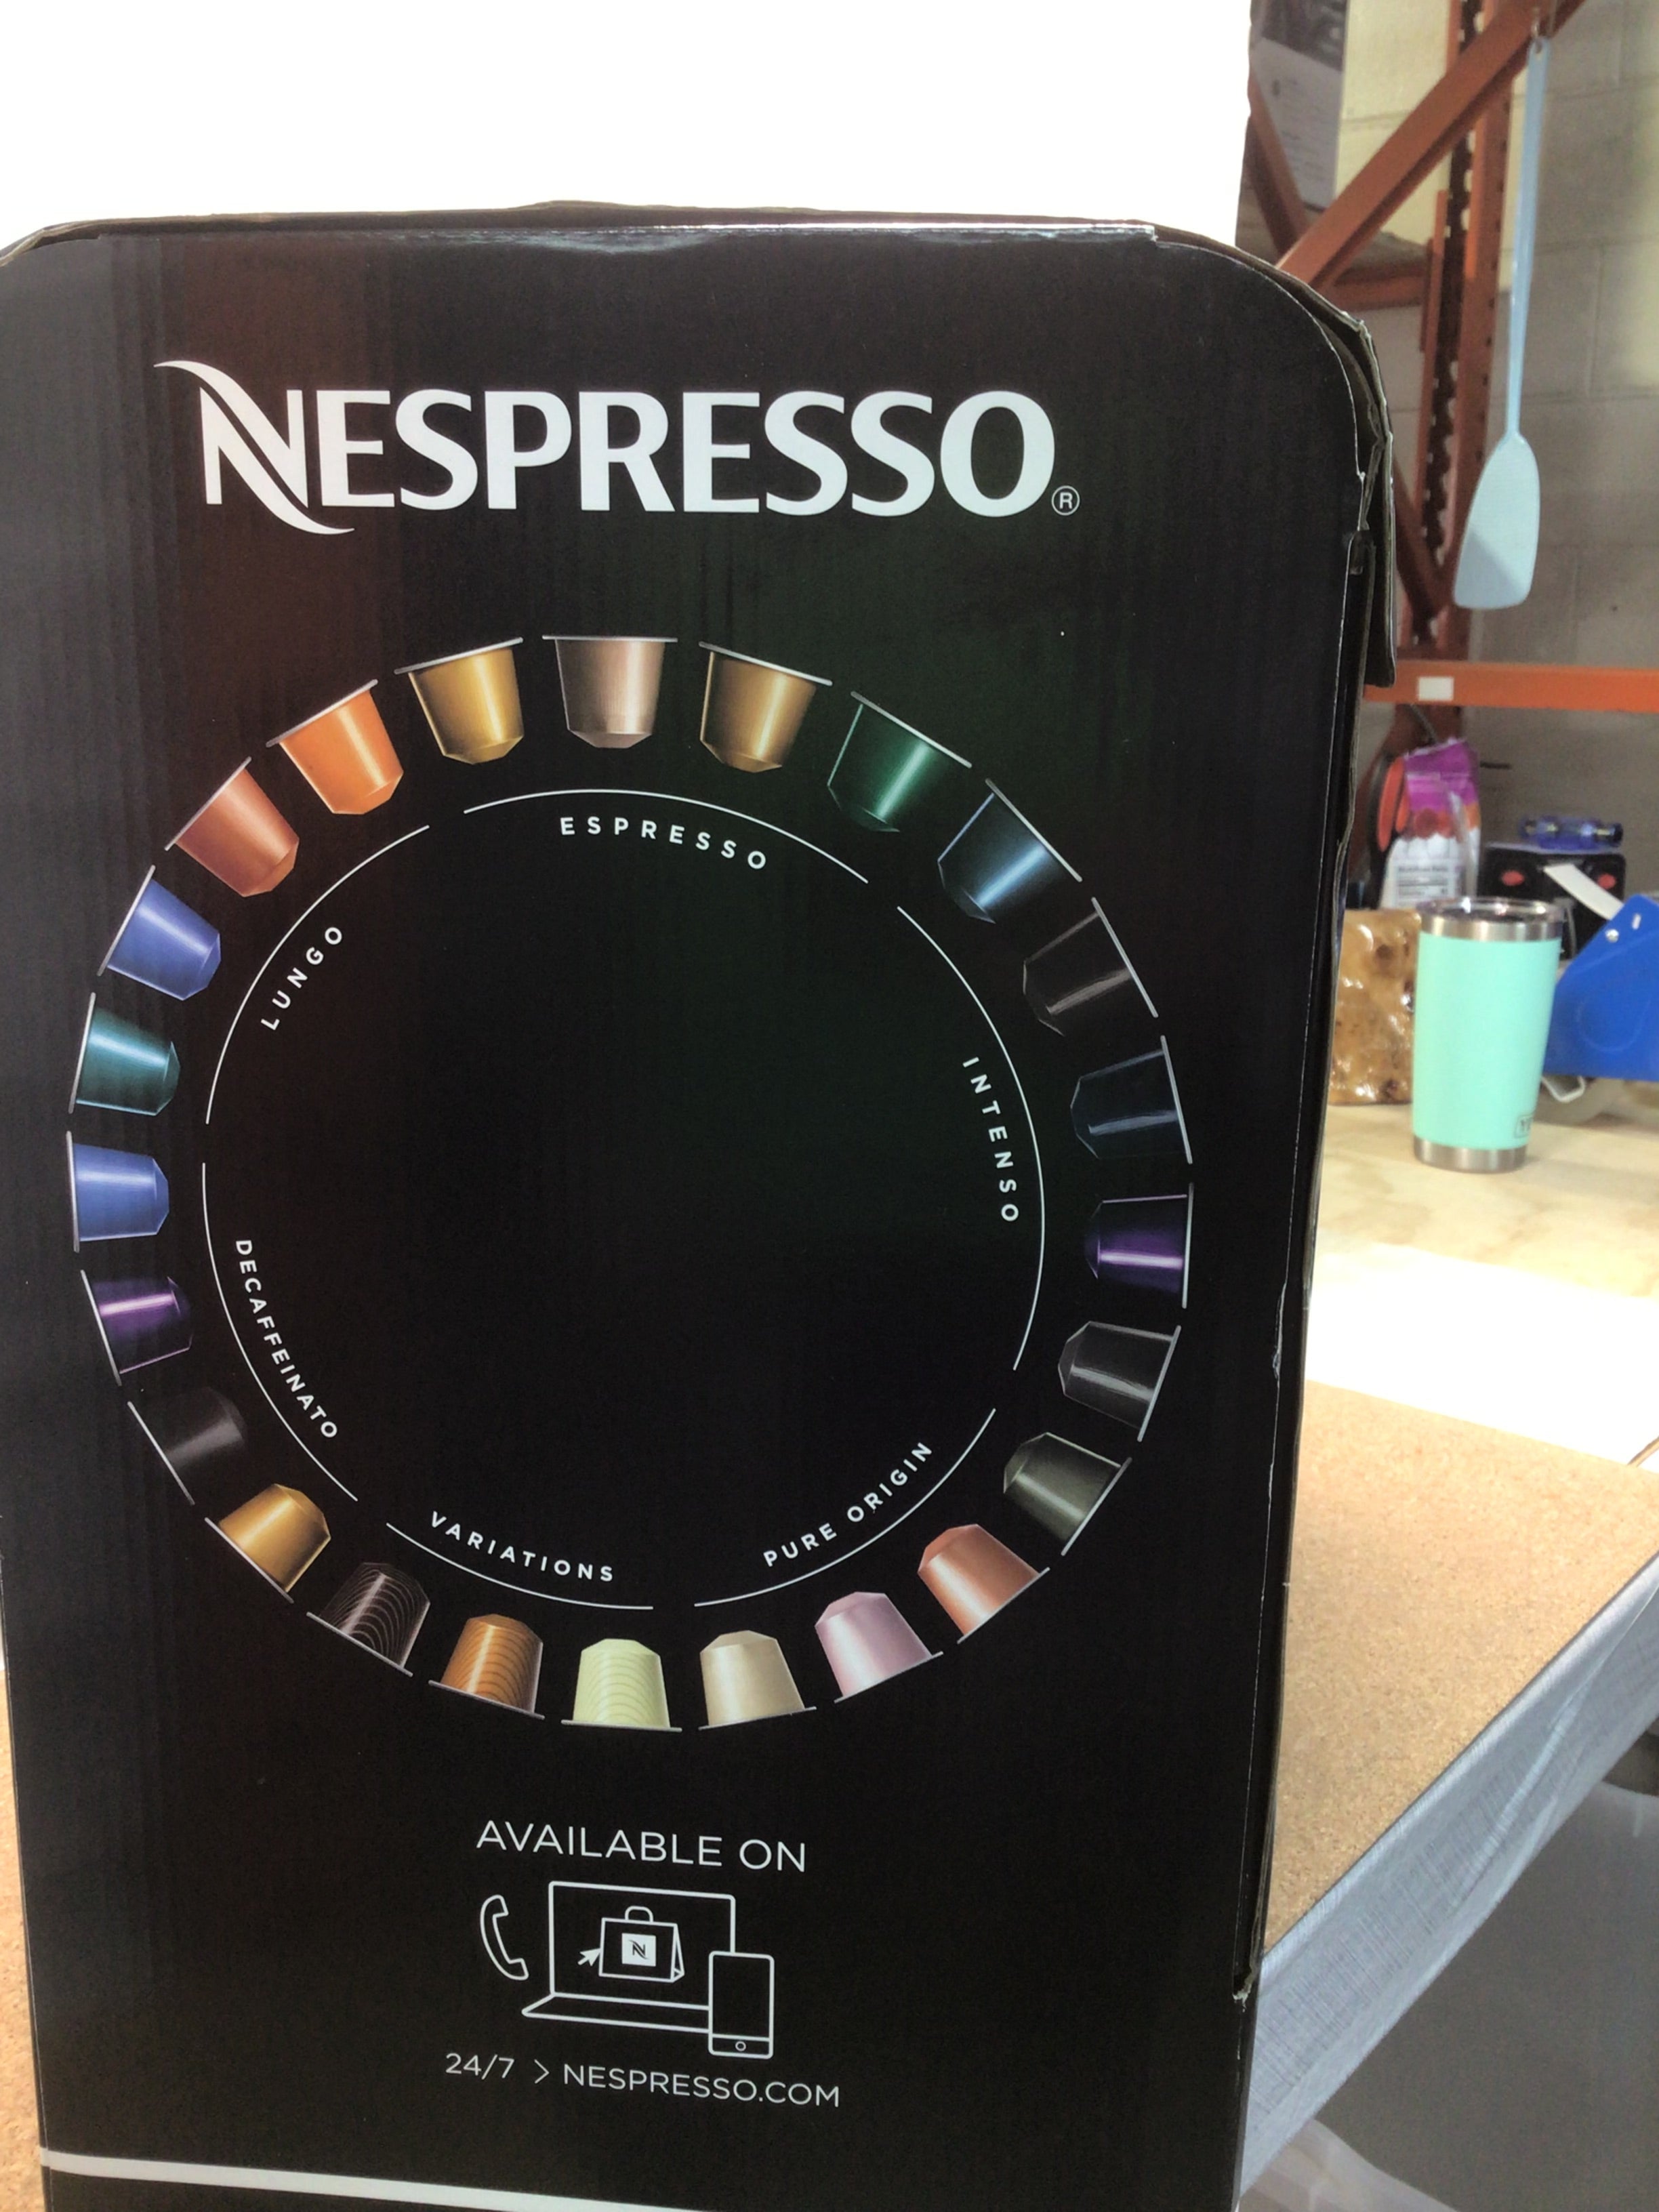 NESPRESSO®
ESPRESSO
LUNGO
INTENSO
DECAFFEINATO
VARIATIONS
PURE ORIGIN
AVAILABLE ON
N
24/7 > NESPRESSO.COM